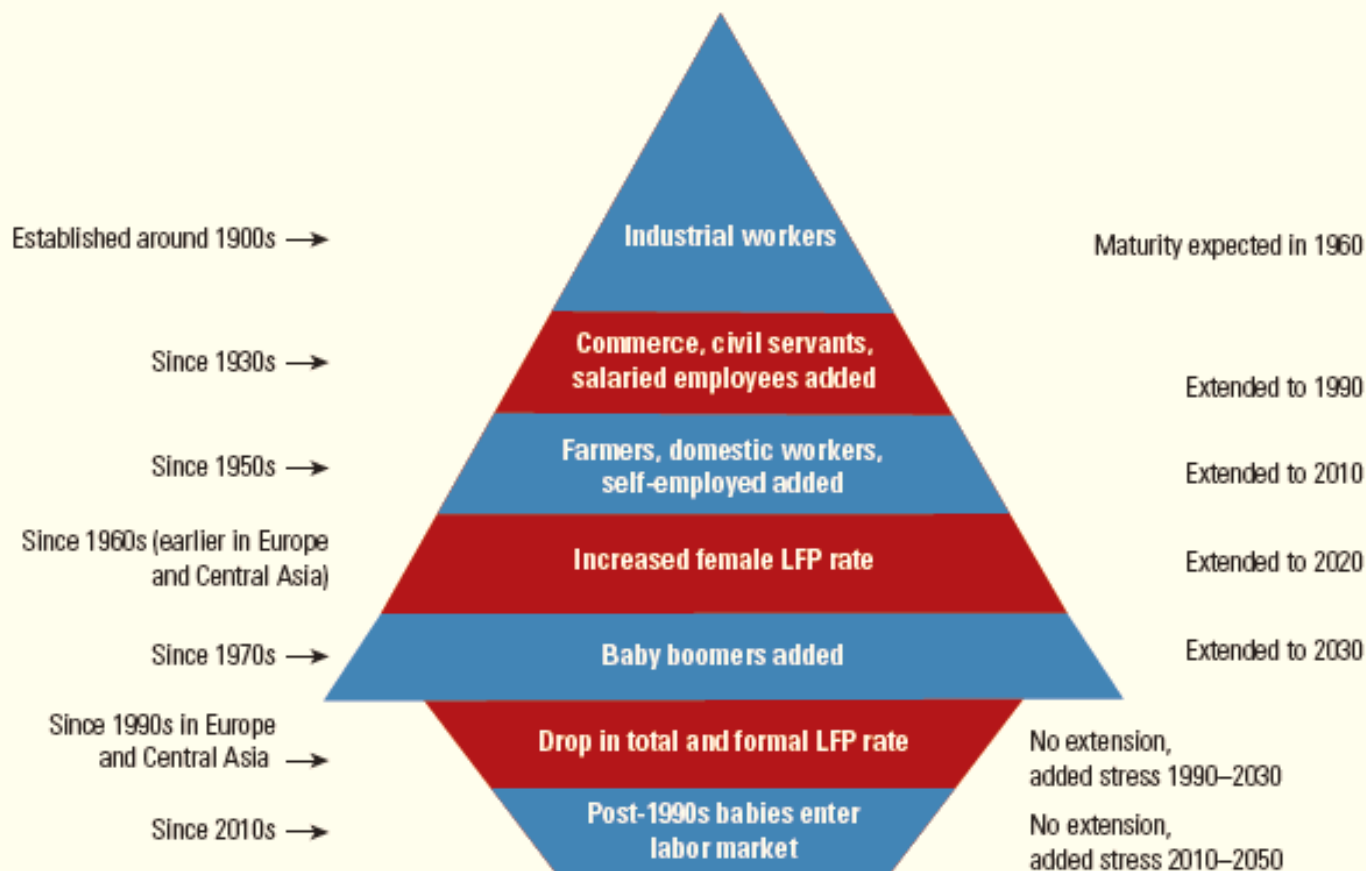 Established around 1900s →
Industrial workers
Maturity expected in 1960
Since 1930s →
Commerce, civil servants,
salaried employees added
Extended to 1990
Since 1950s →
Farmers, domestic workers,
self-employed added
Extended to 2010
Since 1960s (earlier in Europe
and Central Asia)
Increased female LFP rate
Extended to 2020
Since 1970s →
Baby boomers added
Extended to 2030
Since 1990s in Europe
and Central Asia →
Drop in total and formal LFP rate
No extension,
added stress 1990–2030
Since 2010s →
Post-1990s babies enter
labor market
No extension,
added stress 2010–2050